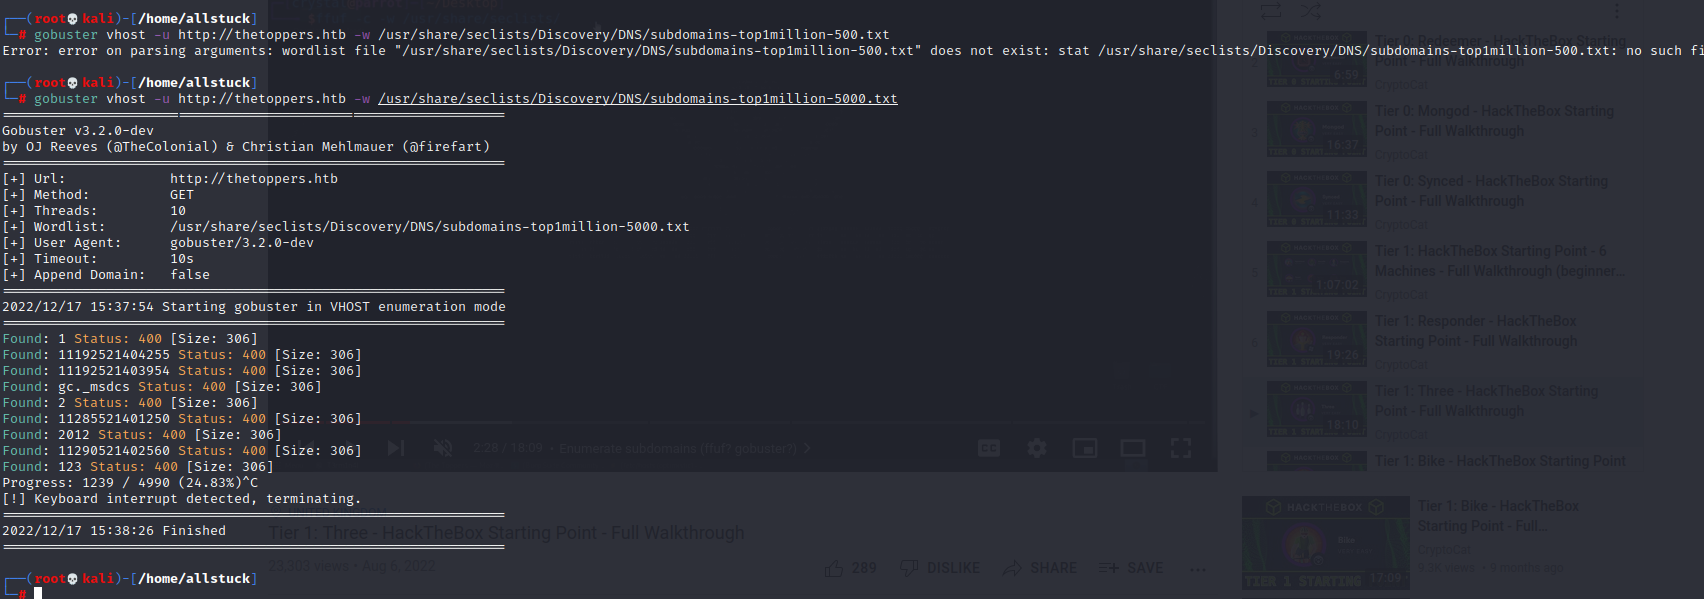 (root💀kali)-[/home/allstuck]
# gobuster vhost -u http://thetoppers.htb -w /usr/share/seclists/Discovery/DNS/subdomains-top1million-500.txt
Error: error on parsing arguments: wordlist file "/usr/share/seclists/Discovery/DNS/subdomains-top1million-500.txt" does not exist: stat /usr/share/seclists/Discovery/DNS/subdomains-top1million-500.txt: no such fi
(root💀kali)-[/home/allstuck]
# gobuster vhost -u http://thetoppers.htb -w /usr/share/seclists/Discovery/DNS/subdomains-top1million-5000.txt
Gobuster v3.2.0-dev
by OJ Reeves (@TheColonial) & Christian Mehlmauer (@firefart)
[+] Url: http://thetoppers.htb
[+] Method: GET
[+] Threads: 10
[+] Wordlist: /usr/share/seclists/Discovery/DNS/subdomains-top1million-5000.txt
[+] User Agent: gobuster/3.2.0-dev
[+] Timeout: 10s
[+] Append Domain: false
2022/12/17 15:37:54 Starting gobuster in VHOST enumeration mode
Found: 1 Status: 400 [Size: 306]
Found: 11192521404255 Status: 400 [Size: 306]
Found: 11192521403954 Status: 400 [Size: 306]
Found: gc._msdcs Status: 400 [Size: 306]
Found: 2 Status: 400 [Size: 306]
Found: 11285521401250 Status: 400 [Size: 306]
Found: 2012 Status: 400 [Size: 306]
Found: 11290521402560 Status: 400 [Size: 306]
Found: 123 Status: 400 [Size: 306]
Progress: 1239 / 4990 (24.83%)^C
[!] Keyboard interrupt detected, terminating.
2022/12/17 15:38:26 Finished
(root💀kali)-[/home/allstuck]
#
2:28 / 18:09 • Enumerate subdomains (ffuf? gobuster?) >
Tier 1: Three - HackTheBox Starting Point - Full Walkthrough
23,303 views • Aug 6, 2022
289
DISLIKE
SHARE
SAVE
Tier 0: Redeemer - HackTheBox Starting
Point - Full Walkthrough
6:59
Tier 0: Mongod - HackTheBox Starting
Point - Full Walkthrough
CryptoCat
16:37
Tier 0: Synced - HackTheBox Starting
Point - Full Walkthrough
CryptoCat
11:33
Tier 1: HackTheBox Starting Point - 6
Machines - Full Walkthrough (beginner...
CryptoCat
1:07:02
Tier 1: Responder - HackTheBox
Starting Point - Full Walkthrough
CryptoCat
19:26
Tier 1: Three - HackTheBox Starting
Point - Full Walkthrough
CryptoCat
18:10
Tier 1: Bike - HackTheBox Starting Point
HACKTHEBOX
Bike
TIER 1 STARTING
17:09
Tier 1: Bike - HackTheBox
Starting Point - Full...
CryptoCat